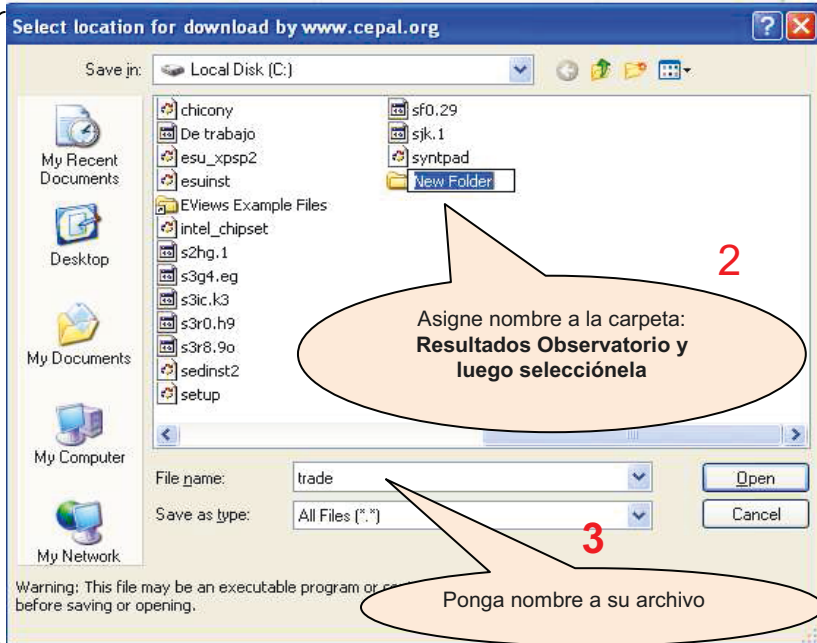 Select location for download by www.cepal.org
Save in: Local Disk (C:)
My Recent Documents
Desktop
My Documents
My Computer
My Network
chicony
De trabajo
esu_xpsp2
esuinst
EViews Example Files
intel_chipset
s2hg.1
s3g4.eg
s3ic.k3
s3r0.h9
s3r8.9o
sedinst2
setup
sf0.29
sjk.1
syntpad
New Folder
2
Asigne nombre a la carpeta:
Resultados Observatorio y
luego selecciónela
File name: trade
Open
Save as type: All Files (*.*)
Cancel
3
Ponga nombre a su archivo
Warning: This file may be an executable program or
before saving or opening.